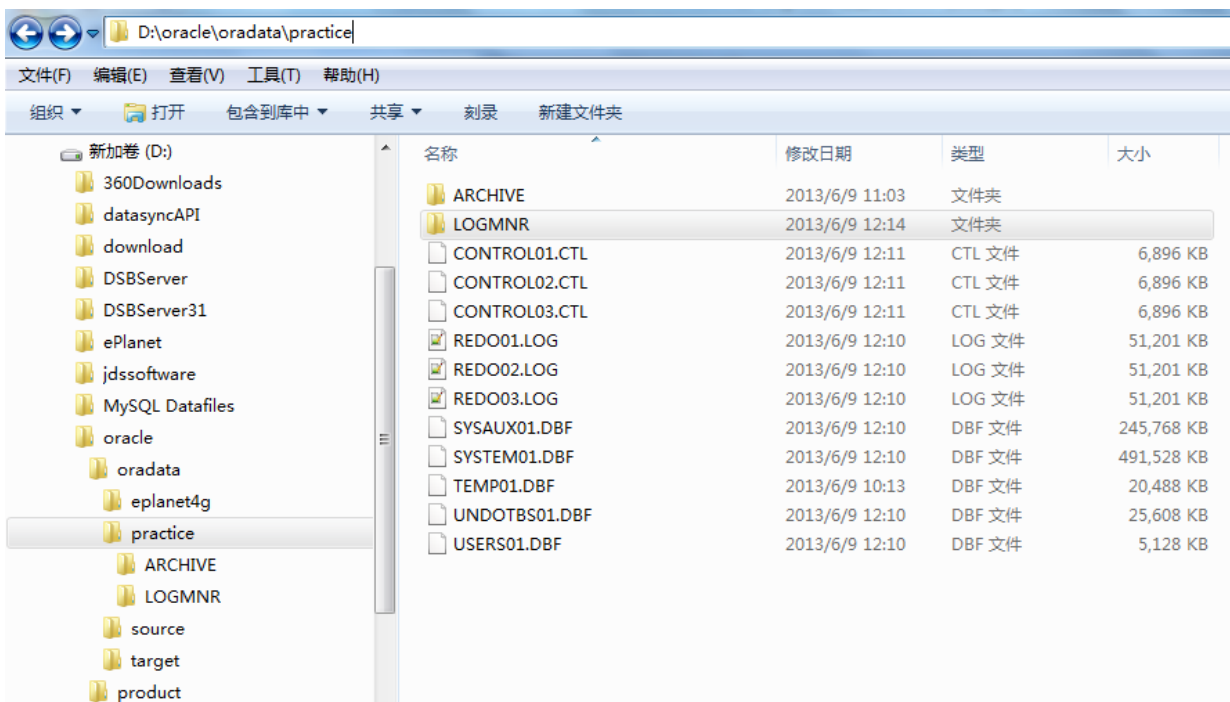 D:\oracle\oradata\practice
文件(F) 编辑(E) 查看(V) 工具(T) 帮助(H)
组织 打开 包含到库中 共享 刻录 新建文件夹
新加卷 (D:)
360Downloads
datasyncAPI
download
DSBServer
DSBServer31
ePlanet
jdssoftware
MySQL Datafiles
oracle
oradata
eplanet4g
practice
ARCHIVE
LOGMNR
source
target
product
名称 修改日期 类型 大小
ARCHIVE 2013/6/9 11:03 文件夹
LOGMNR 2013/6/9 12:14 文件夹
CONTROL01.CTL 2013/6/9 12:11 CTL 文件 6,896 KB
CONTROL02.CTL 2013/6/9 12:11 CTL 文件 6,896 KB
CONTROL03.CTL 2013/6/9 12:11 CTL 文件 6,896 KB
REDO01.LOG 2013/6/9 12:10 LOG 文件 51,201 KB
REDO02.LOG 2013/6/9 12:10 LOG 文件 51,201 KB
REDO03.LOG 2013/6/9 12:10 LOG 文件 51,201 KB
SYSAUX01.DBF 2013/6/9 12:10 DBF 文件 245,768 KB
SYSTEM01.DBF 2013/6/9 12:10 DBF 文件 491,528 KB
TEMP01.DBF 2013/6/9 10:13 DBF 文件 20,488 KB
UNDOTBS01.DBF 2013/6/9 12:10 DBF 文件 25,608 KB
USERS01.DBF 2013/6/9 12:10 DBF 文件 5,128 KB